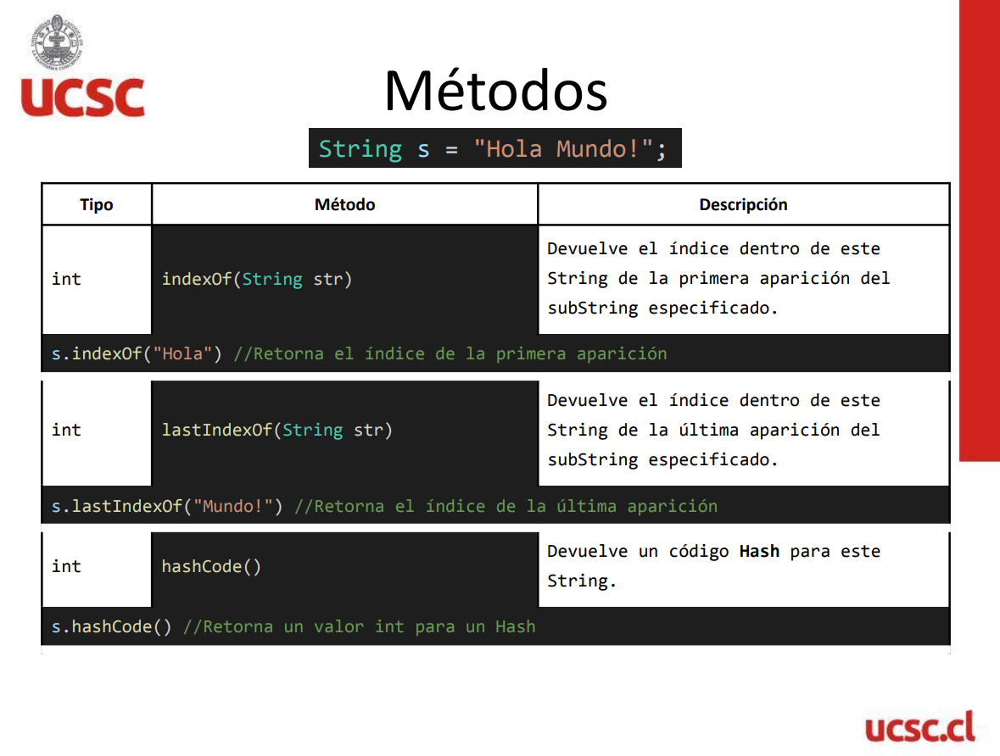 UCSC
Métodos
String s = "Hola Mundo!";
Tipo Método Descripción
int indexOf(String str) Devuelve el índice dentro de este
String de la primera aparición del
subString especificado.
s.indexOf("Hola") //Retorna el índice de la primera aparición
int lastIndexOf(String str) Devuelve el índice dentro de este
String de la última aparición del
subString especificado.
s.lastIndexOf("Mundo!") //Retorna el índice de la última aparición
int hashCode() Devuelve un código Hash para este
String.
s.hashCode() //Retorna un valor int para un Hash
ucsc.cl